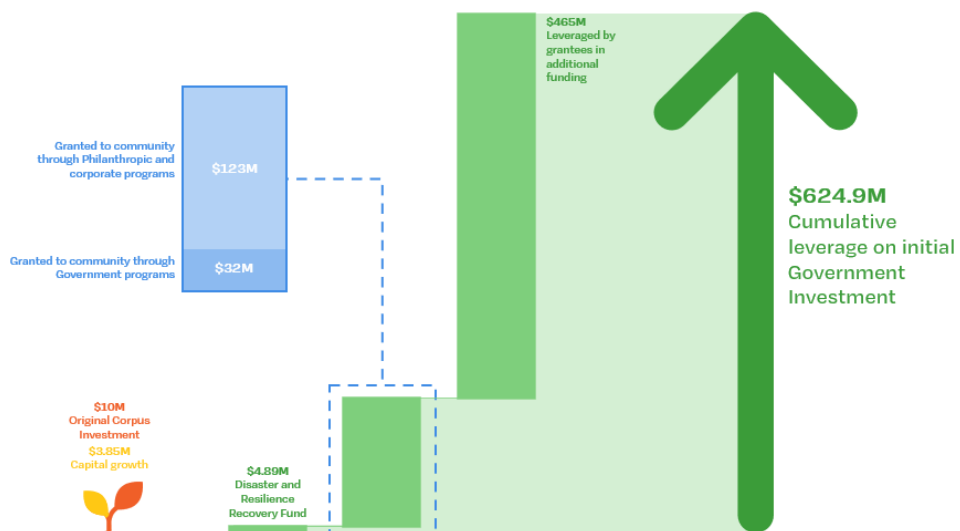 $465M
Leveraged by
grantees in
additional
funding
Granted to community
through Philanthropic and
corporate programs
$123M
$624.9M
Cumulative
leverage on initial
Government
Investment
Granted to community through
Government programs
$32M
$10M
Original Corpus
Investment
$3.85M
Capital growth
$4.89M
Disaster and
Resilience
Recovery Fund